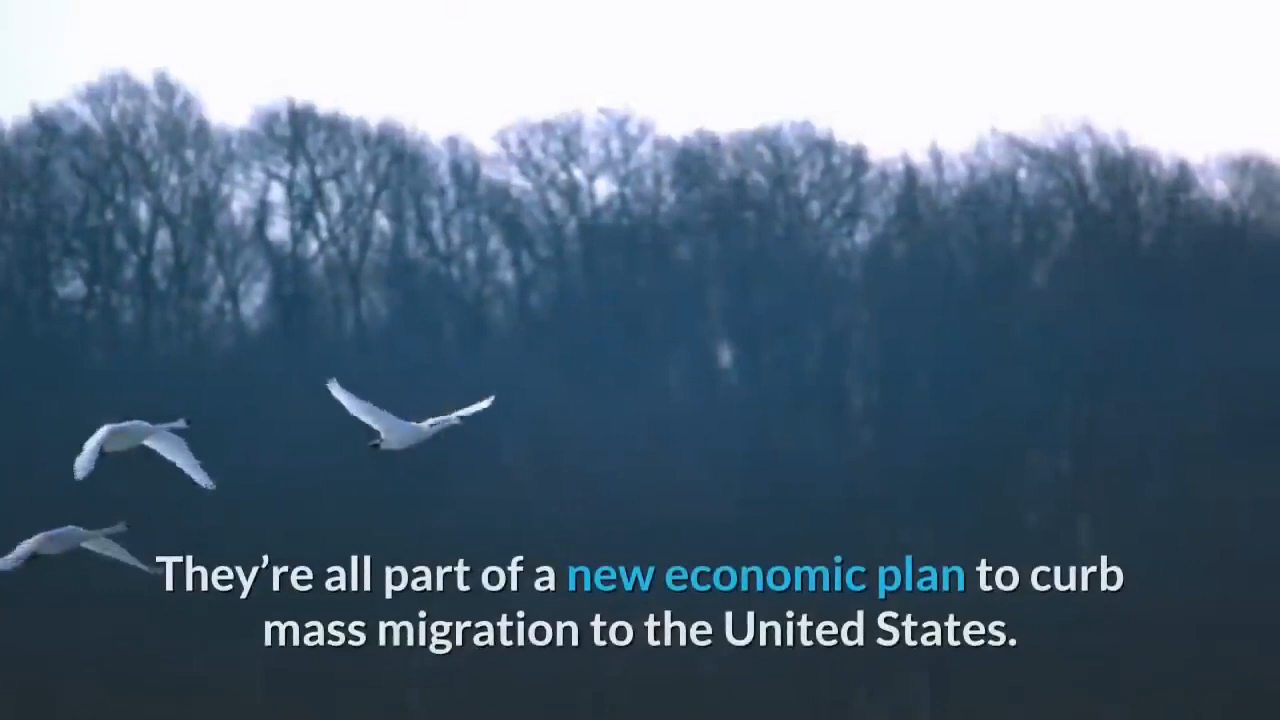 They’re all part of a new economic plan to curb
mass migration to the United States.